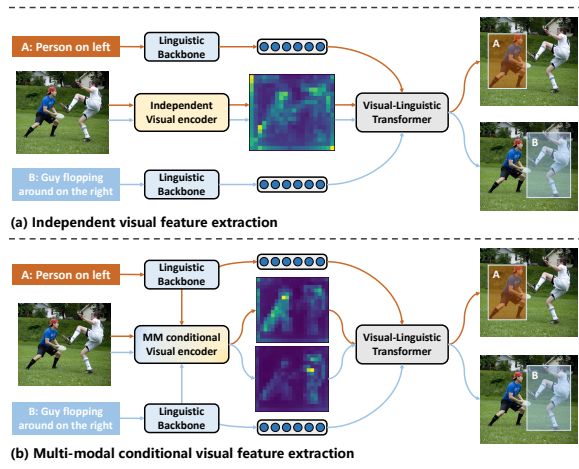 A: Person on left
Linguistic
Backbone
A
Independent
Visual encoder
Visual-Linguistic
Transformer
B
B: Guy flopping
around on the right
Linguistic
Backbone
(a) Independent visual feature extraction
A: Person on left
Linguistic
Backbone
A
MM conditional
Visual encoder
Visual-Linguistic
Transformer
B
B: Guy flopping
around on the right
Linguistic
Backbone
(b) Multi-modal conditional visual feature extraction